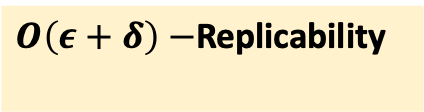 O(ϵ + δ) −Replicability